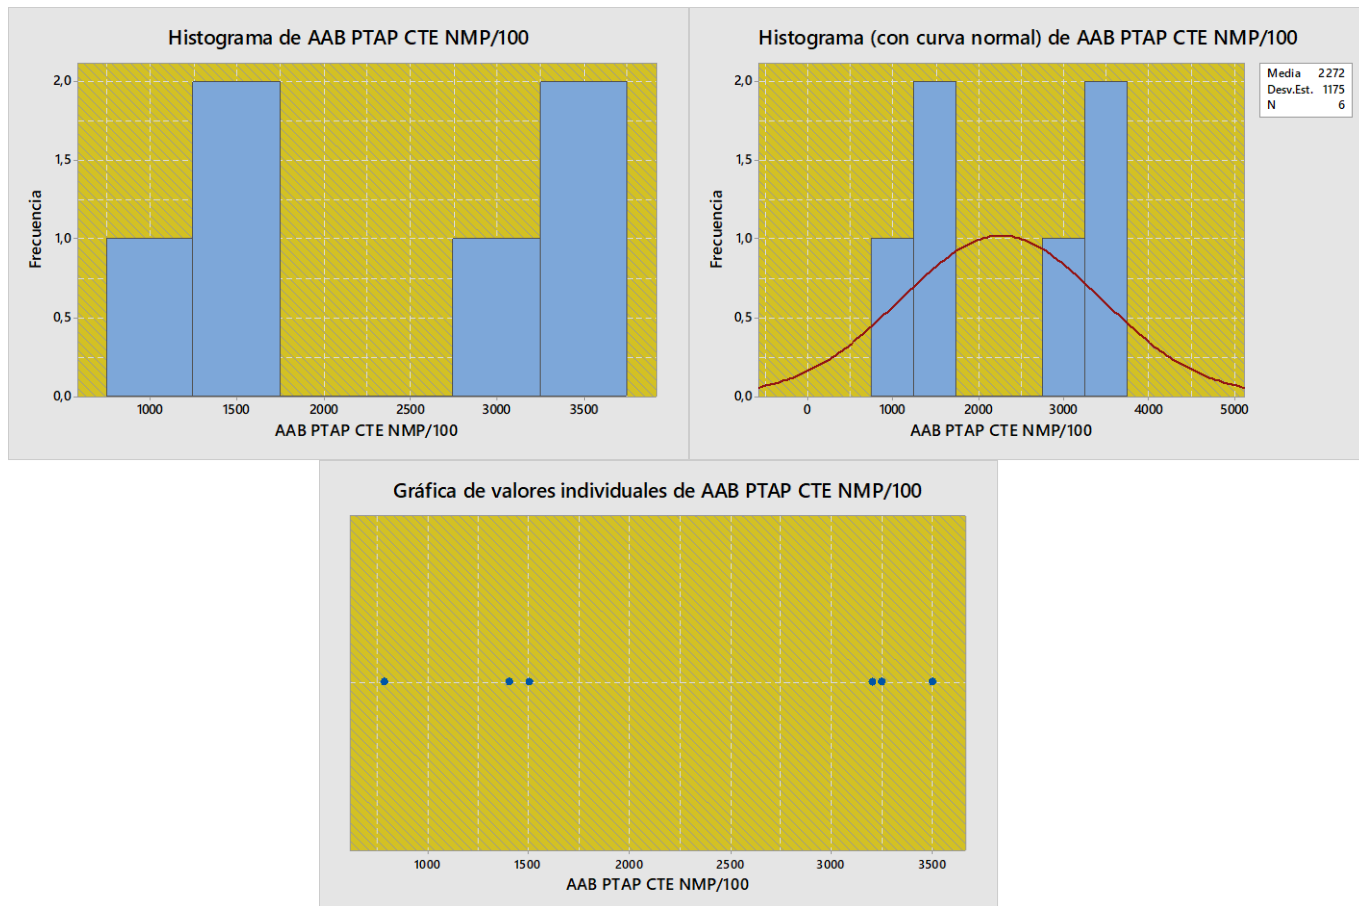 Histograma de AAB PTAP CTE NMP/100
2,0
1,5
1,0
0,5
0,0
Frecuencia
1000 1500 2000 2500 3000 3500
AAB PTAP CTE NMP/100
Histograma (con curva normal) de AAB PTAP CTE NMP/100
2,0
1,5
1,0
0,5
0,0
Frecuencia
0 1000 2000 3000 4000 5000
AAB PTAP CTE NMP/100
Media 2272
Desv.Est. 1175
N 6
Gráfica de valores individuales de AAB PTAP CTE NMP/100
1000 1500 2000 2500 3000 3500
AAB PTAP CTE NMP/100